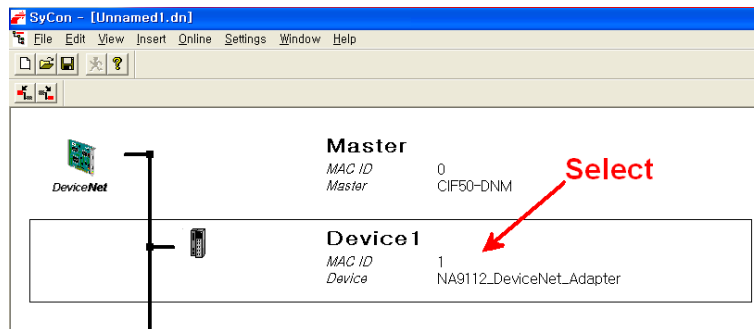 SyCon - [Unnamed1.dn]
File Edit View Insert Online Settings Window Help
Master
MAC ID 0
Master CIF50-DNM
DeviceNet
Select
Device1
MAC ID 1
Device NA9112_DeviceNet_Adapter